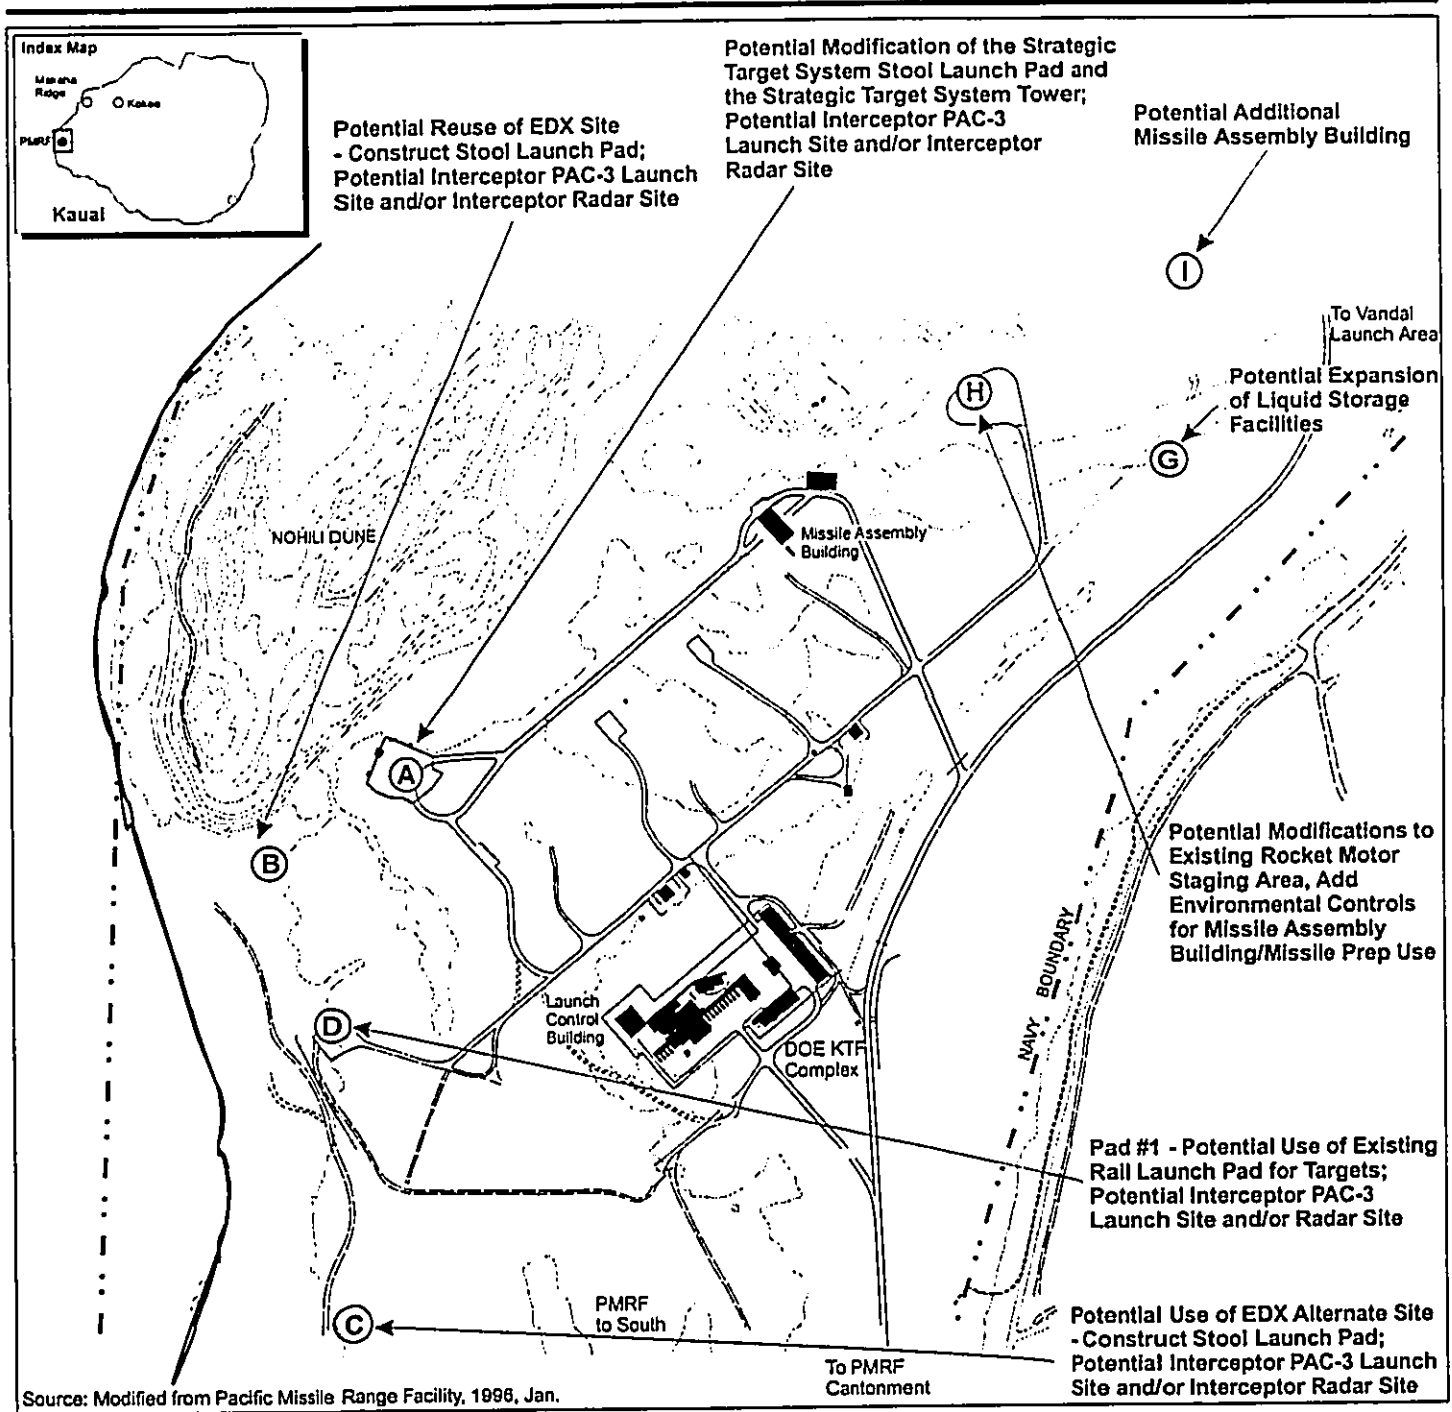 Index Map
Makaha
Ridge
Kokee
PMRF
Kauai
Potential Reuse of EDX Site
- Construct Stool Launch Pad;
Potential Interceptor PAC-3 Launch
Site and/or Interceptor Radar Site
Potential Modification of the Strategic
Target System Stool Launch Pad and
the Strategic Target System Tower;
Potential Interceptor PAC-3
Launch Site and/or Interceptor
Radar Site
Potential Additional
Missile Assembly Building
I
To Vandal
Launch Area
H
Potential Expansion
of Liquid Storage
Facilities
G
NOHILI DUNE
Missile Assembly
Building
A
B
Potential Modifications to
Existing Rocket Motor
Staging Area, Add
Environmental Controls
for Missile Assembly
Building/Missile Prep Use
NAVY BOUNDARY
D
Launch
Control
Building
DOE KTF
Complex
Pad #1 - Potential Use of Existing
Rail Launch Pad for Targets;
Potential Interceptor PAC-3
Launch Site and/or Radar Site
C
PMRF
to South
Potential Use of EDX Alternate Site
- Construct Stool Launch Pad;
Potential Interceptor PAC-3 Launch
Site and/or Interceptor Radar Site
To PMRF
Cantonment
Source: Modified from Pacific Missile Range Facility, 1996, Jan.